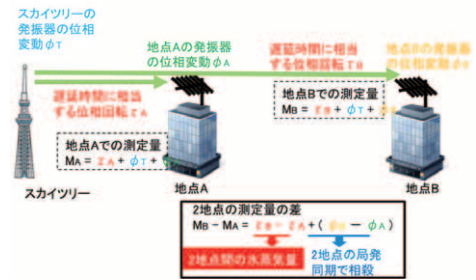 スカイツリーの
発振器の位相
変動φT
地点Aの発振器
の位相変動φA
遅延時間に相当
する位相回転τA
遅延時間に相当
する位相回転τB
地点Bの発振器
の位相変動
地点Aでの測定量
MA = τA + φT +
地点Bでの測定量
MB = τB + φT +
スカイツリー
地点A
地点B
2地点の測定量の差
MB − MA = τB − τA + ( φB − φA )
2地点間の水蒸気量
2地点の局発
同期で相殺